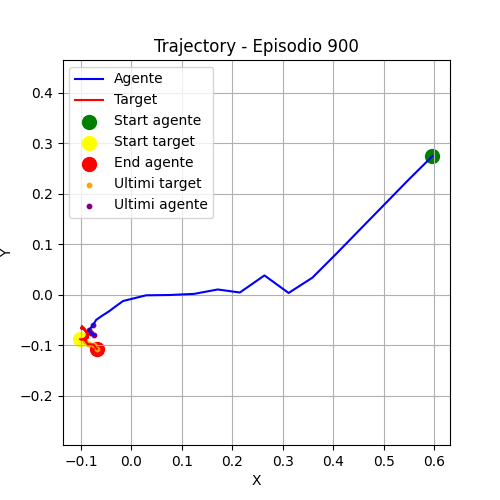 Trajectory - Episodio 900
Agente
Target
Start agente
Start target
End agente
Ultimi target
Ultimi agente
0.4
0.3
0.2
0.1
0.0
−0.1
−0.2
Y
−0.1
0.0
0.1
0.2
0.3
0.4
0.5
0.6
X